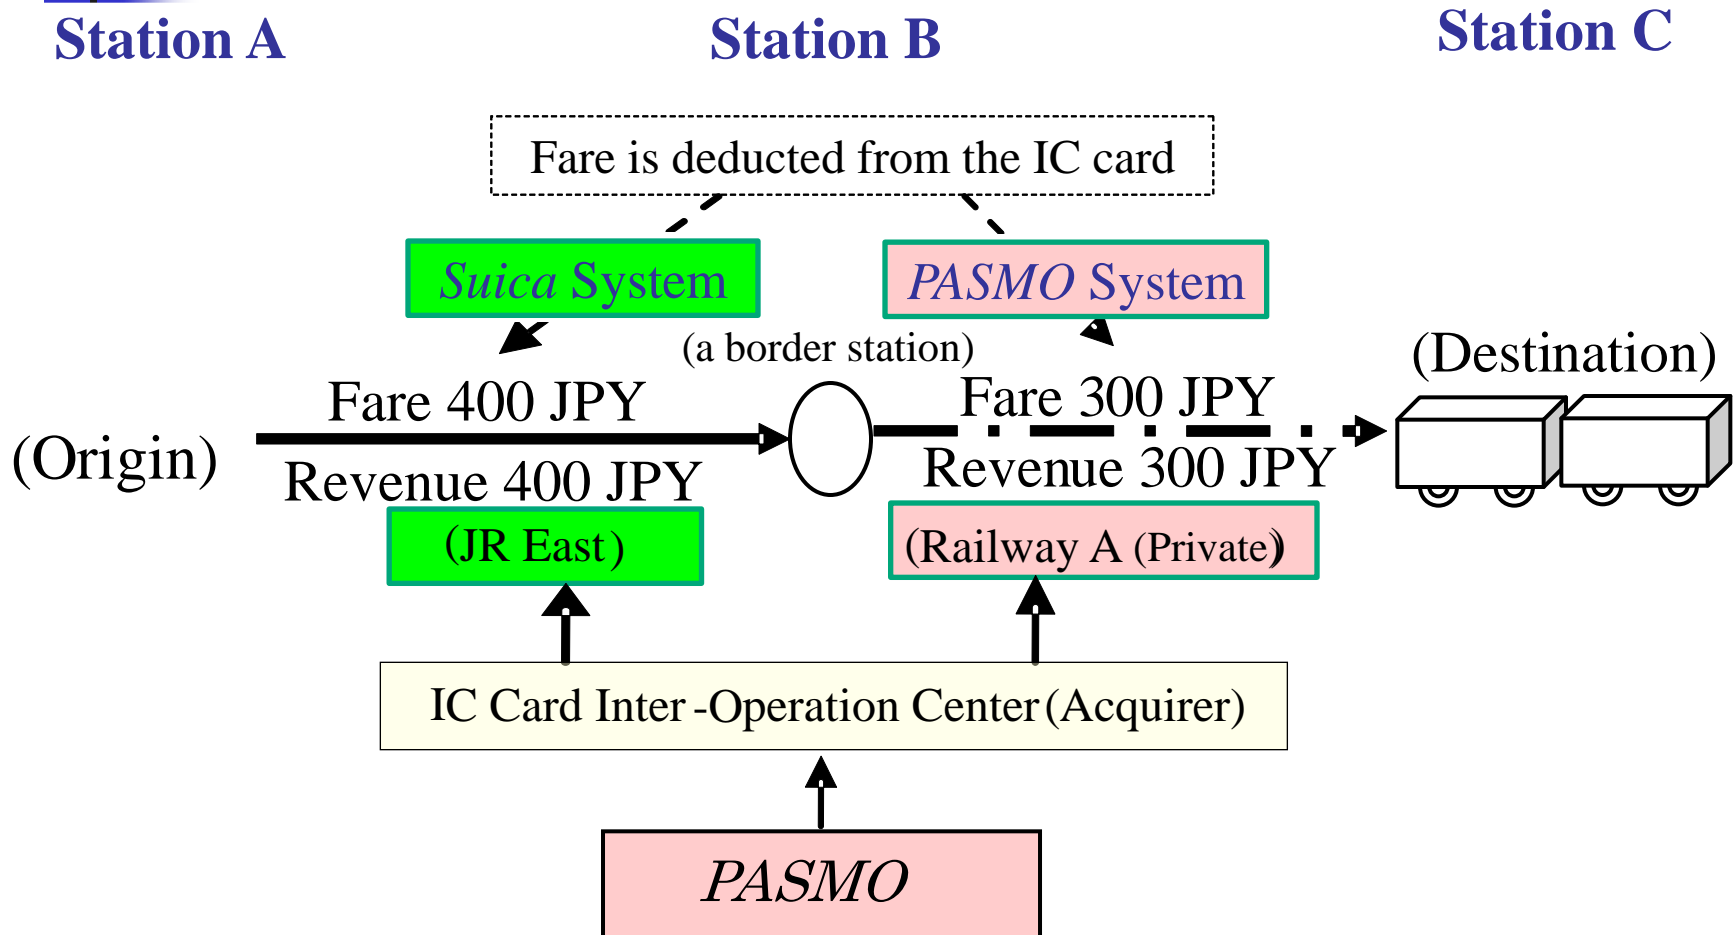 Station A
Station B
Station C
Fare is deducted from the IC card
Suica System
PASMO System
(a border station)
(Destination)
Fare 400 JPY
Fare 300 JPY
(Origin)
Revenue 400 JPY
Revenue 300 JPY
(JR East)
(Railway A (Private))
IC Card Inter-Operation Center (Acquirer)
PASMO